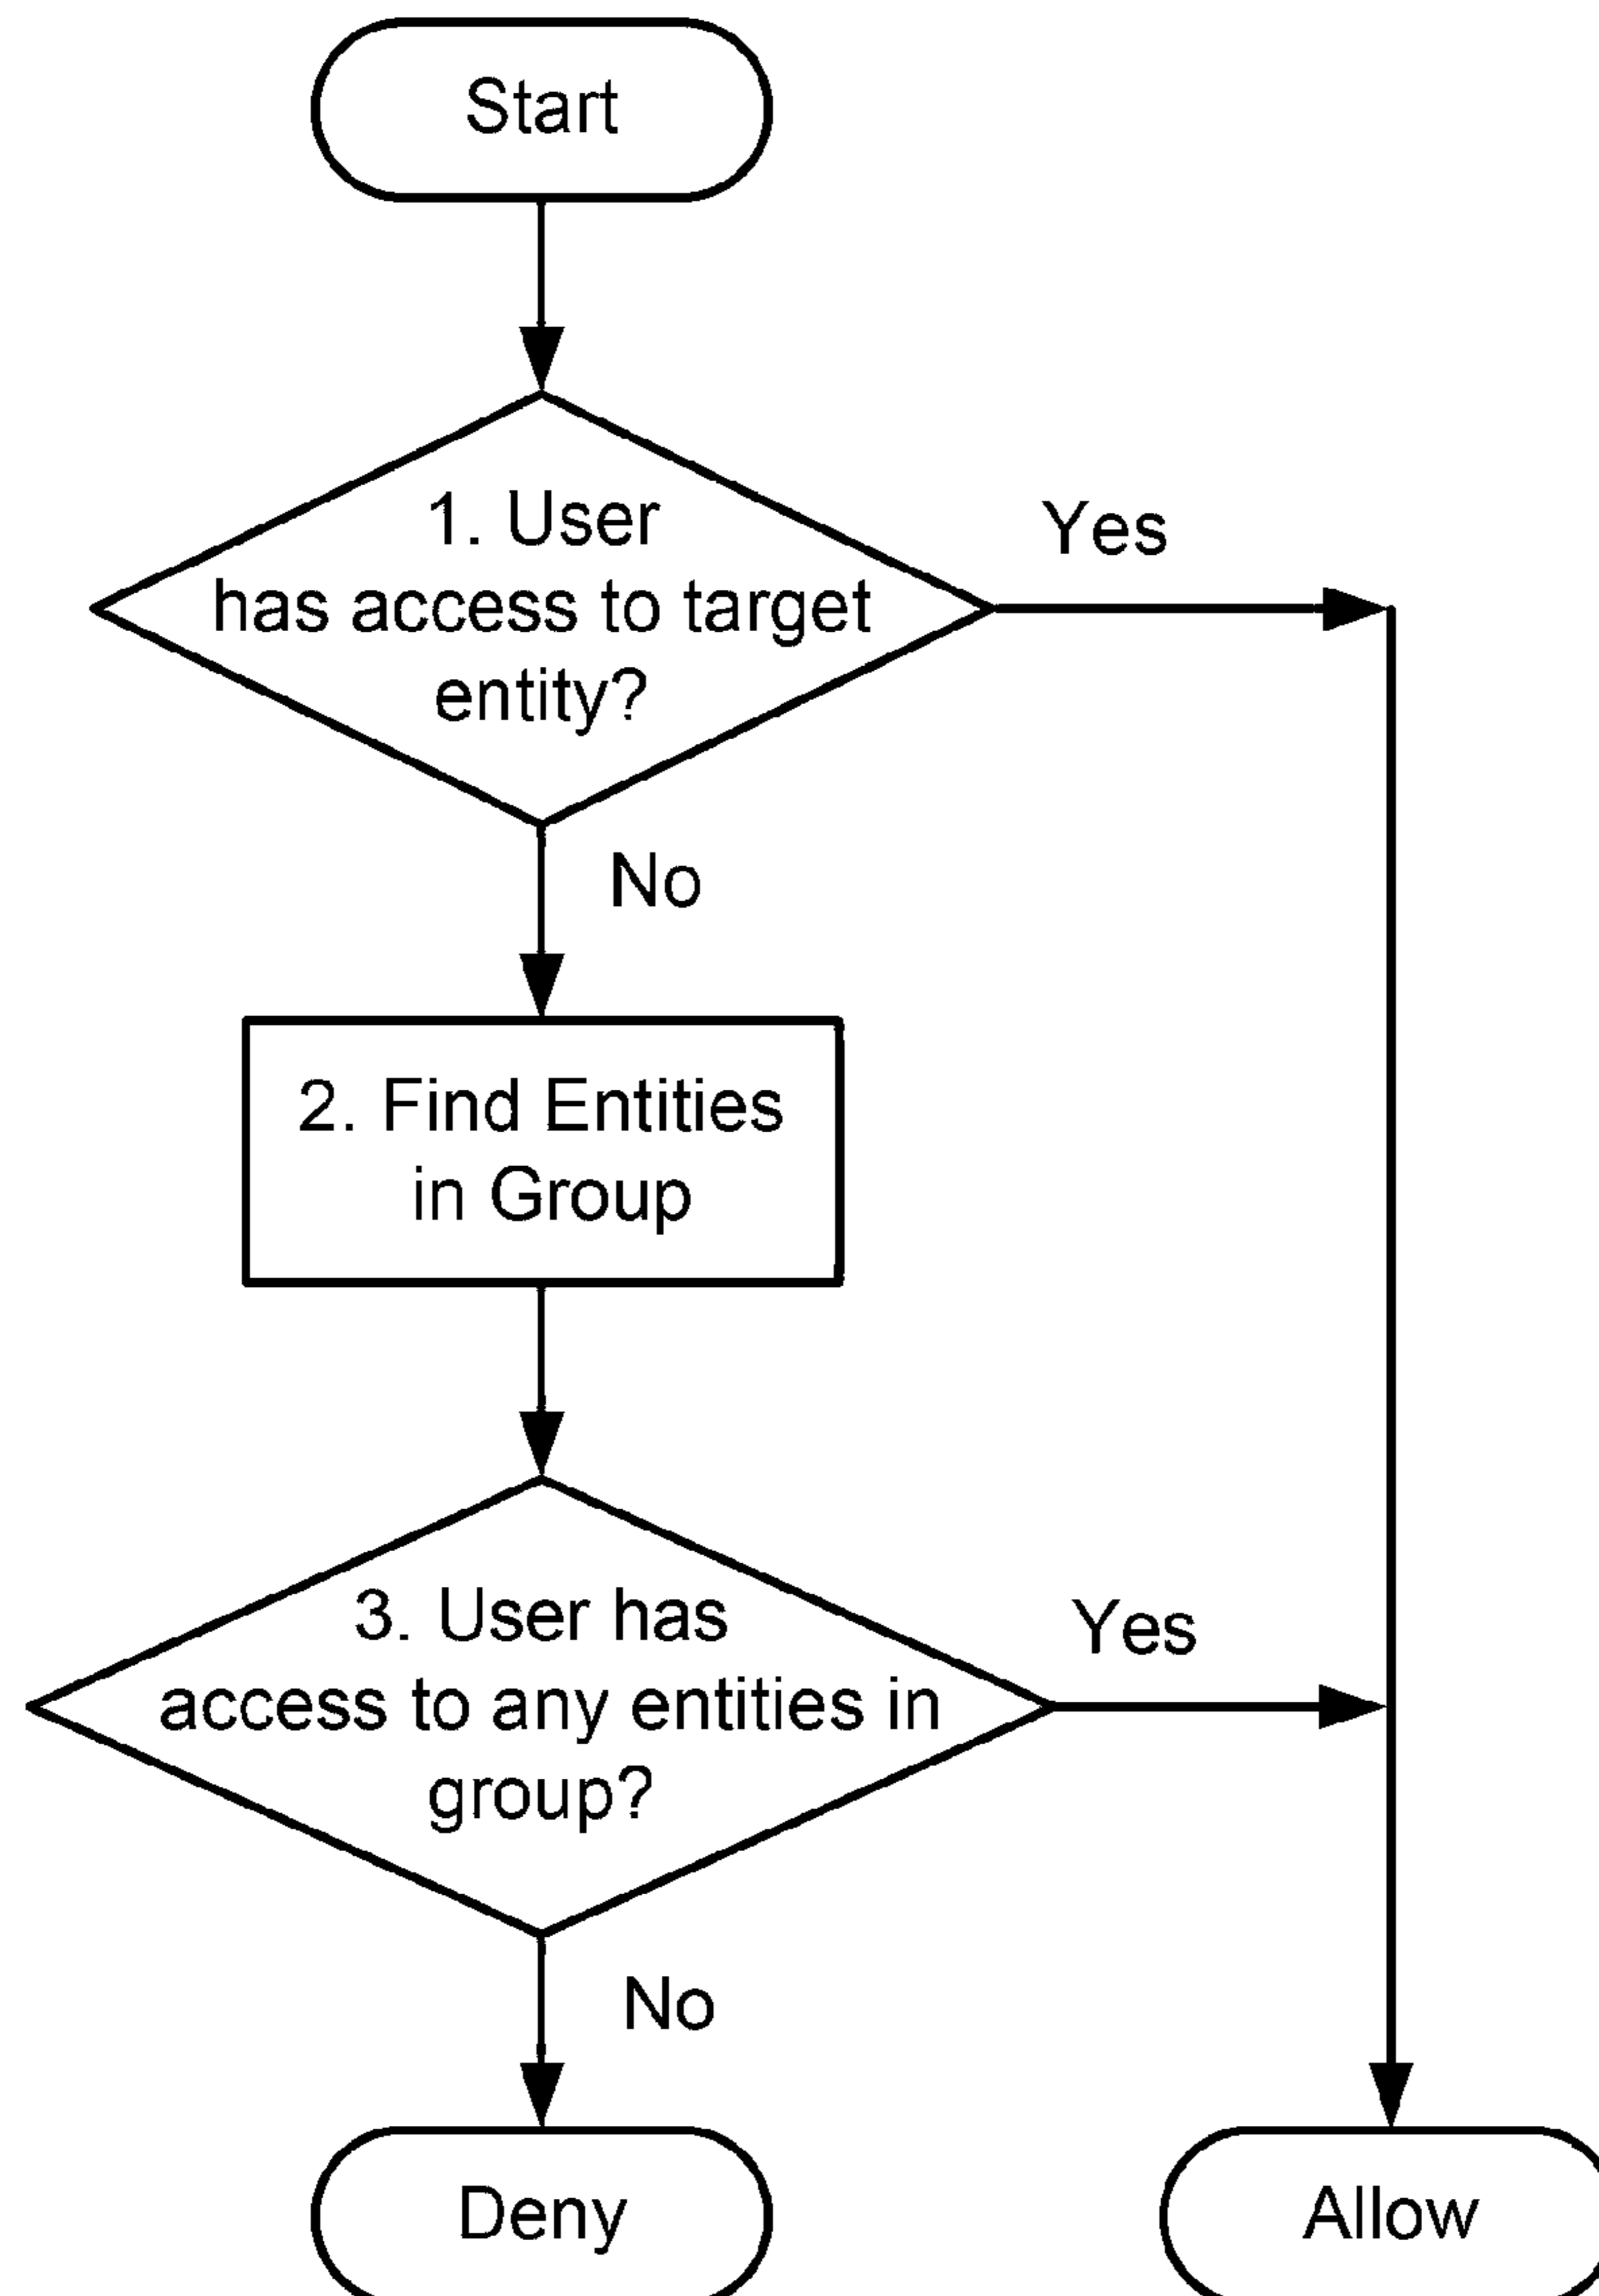 Start
1. User
has access to target
entity?
Yes
No
2. Find Entities
in Group
3. User has
access to any entities in
group?
Yes
No
Deny
Allow